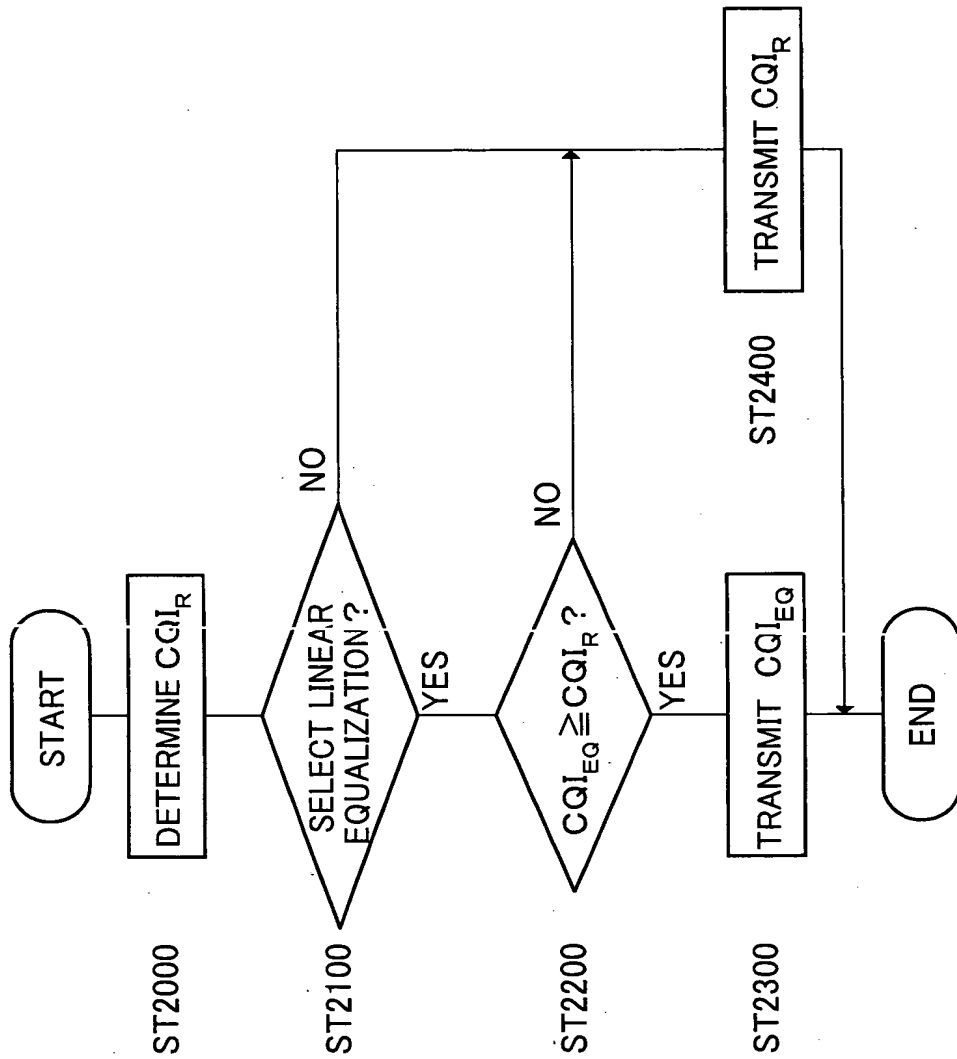 START
ST2000
DETERMINE CQI_R
ST2100
SELECT LINEAR
EQUALIZATION ?
NO
YES
ST2200
CQI_EQ ≧ CQI_R ?
NO
YES
ST2300
TRANSMIT CQI_EQ
ST2400
TRANSMIT CQI_R
END